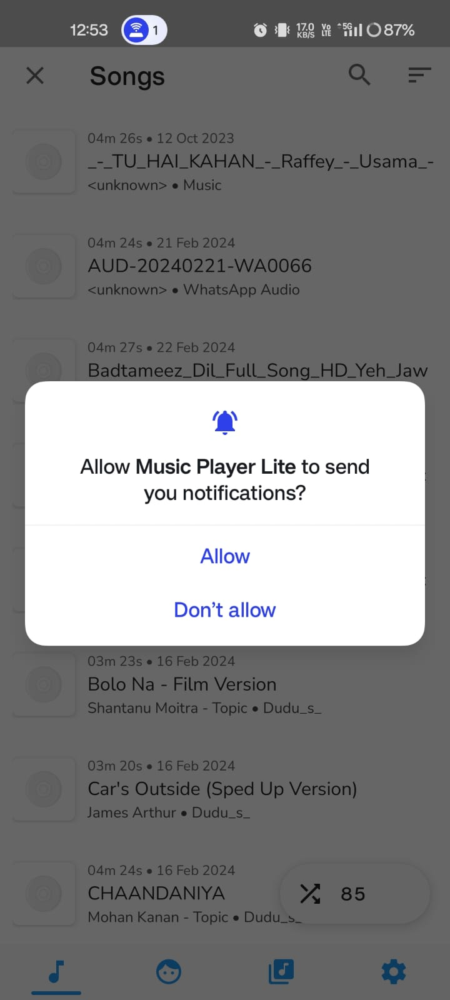 12:53
1
17.0
KB/S
Vo
LTE
5G
87%
Songs
04m 26s • 12 Oct 2023
_-_TU_HAI_KAHAN_-_Raffey_-_Usama_-
<unknown> • Music
04m 24s • 21 Feb 2024
AUD-20240221-WA0066
<unknown> • WhatsApp Audio
04m 27s • 22 Feb 2024
Badtameez_Dil_Full_Song_HD_Yeh_Jaw
Allow Music Player Lite to send
you notifications?
Allow
Don't allow
03m 23s • 16 Feb 2024
Bolo Na - Film Version
Shantanu Moitra - Topic • Dudu_s_
03m 20s • 16 Feb 2024
Car's Outside (Sped Up Version)
James Arthur • Dudu_s_
04m 24s • 16 Feb 2024
CHAANDANIYA
Mohan Kanan - Topic • Dudu_s_
85